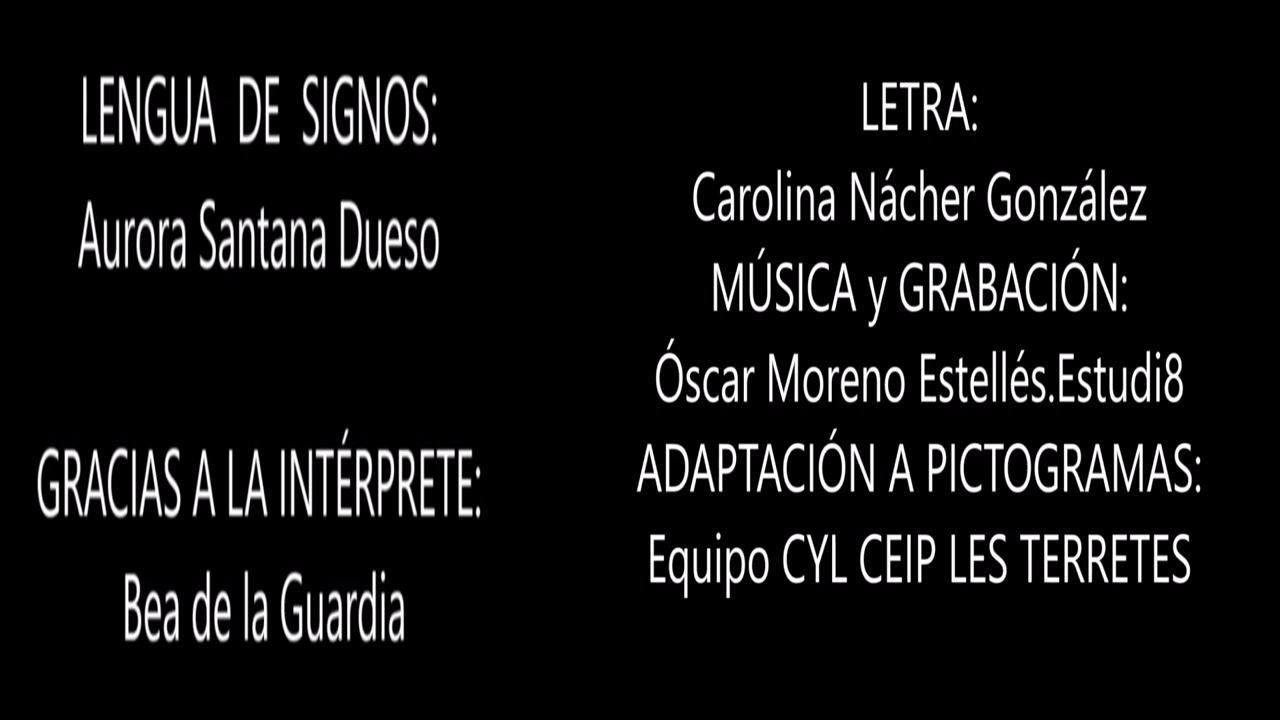 LENGUA DE SIGNOS:
Aurora Santana Dueso
GRACIAS A LA INTÉRPRETE:
Bea de la Guardia
LETRA:
Carolina Nácher González
MÚSICA y GRABACIÓN:
Óscar Moreno Estellés.Estudi8
ADAPTACIÓN A PICTOGRAMAS:
Equipo CYL CEIP LES TERRETES